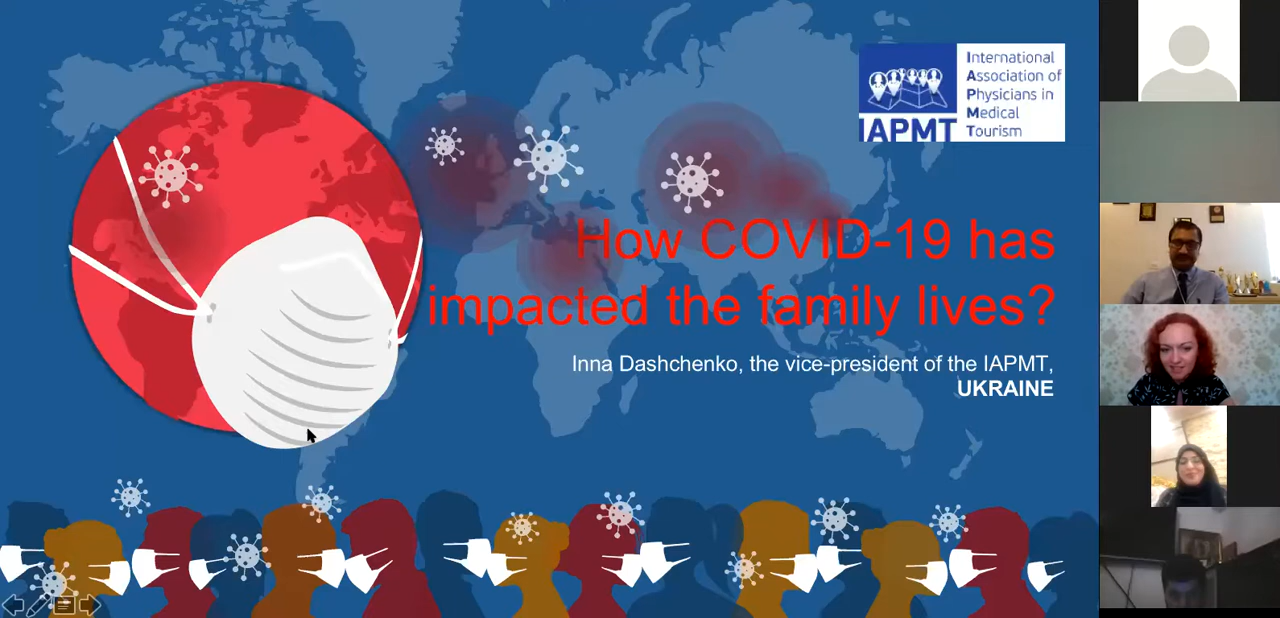 IAPMT
International
Association of
Physicians in
Medical
Tourism
How COVID-19 has
impacted the family lives?
Inna Dashchenko, the vice-president of the IAPMT,
UKRAINE